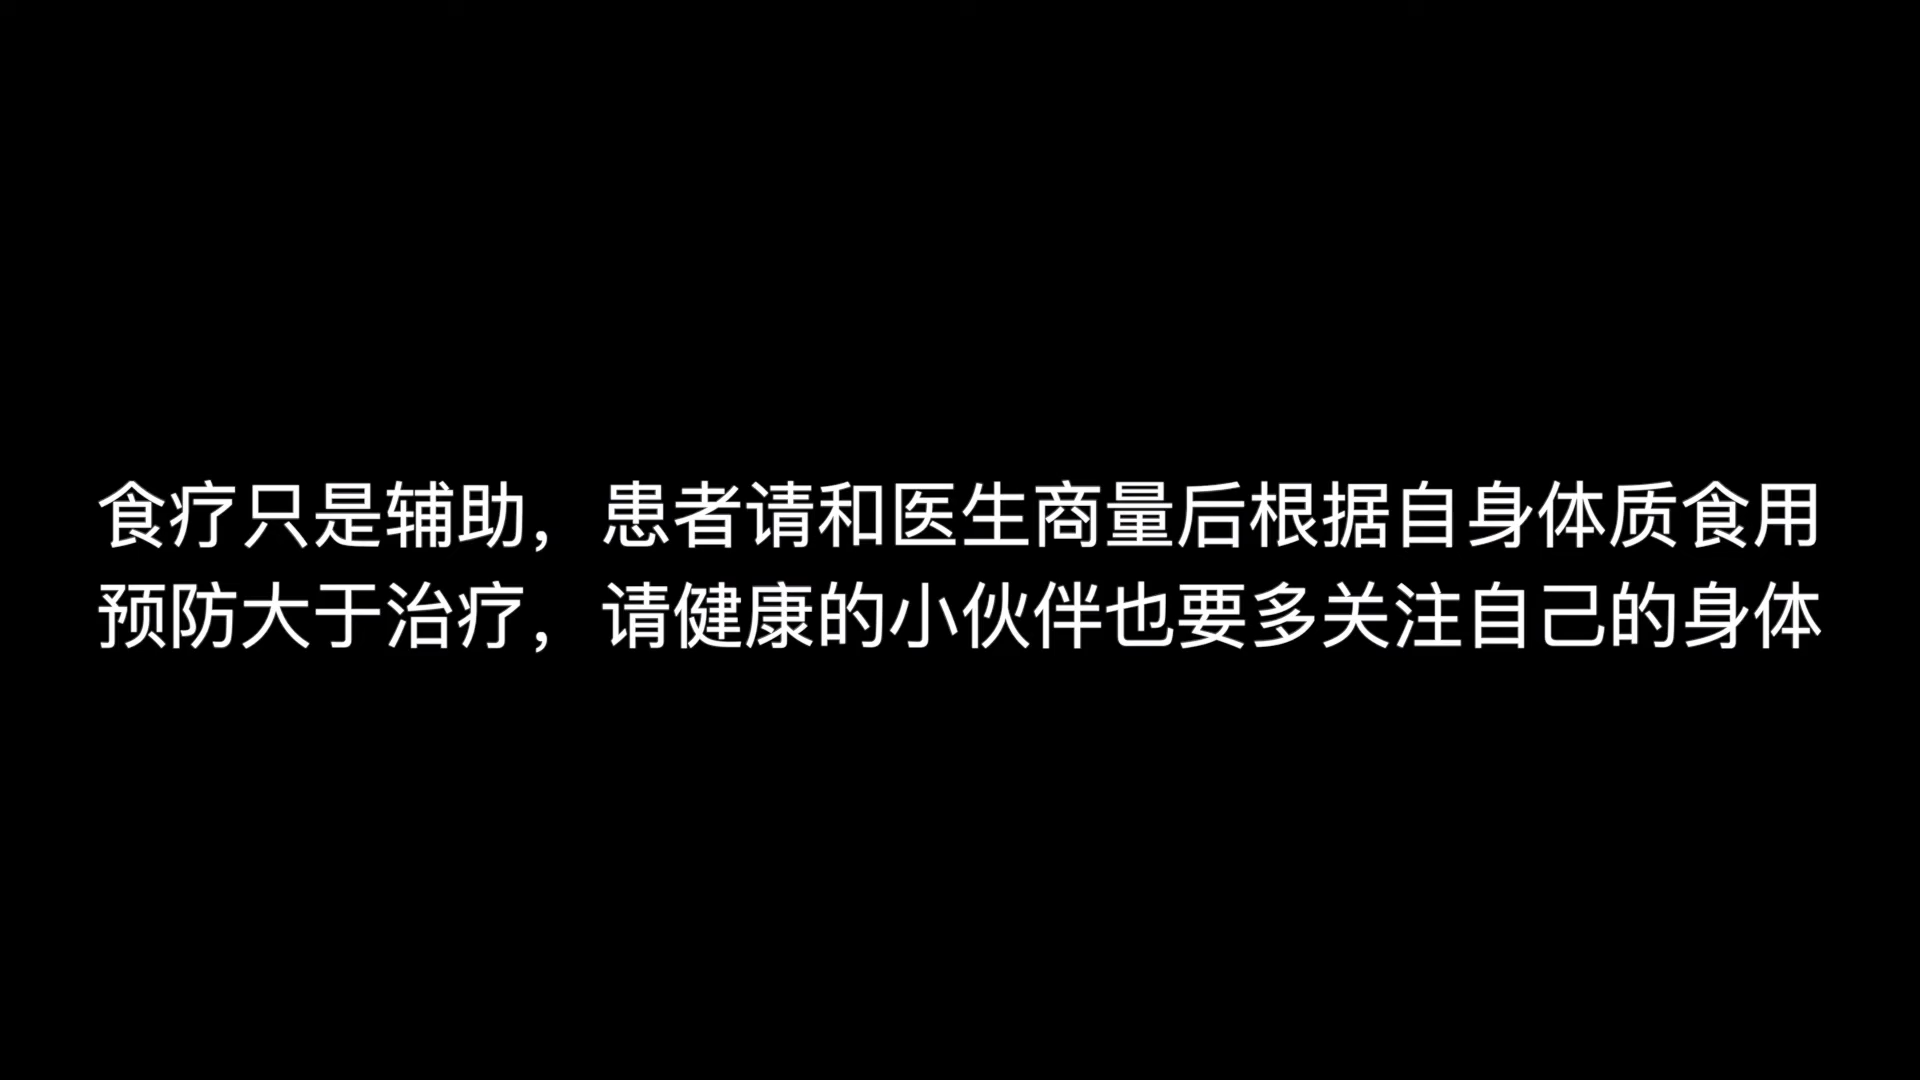 食疗只是辅助，患者请和医生商量后根据自身体质食用
预防大于治疗，请健康的小伙伴也要多关注自己的身体